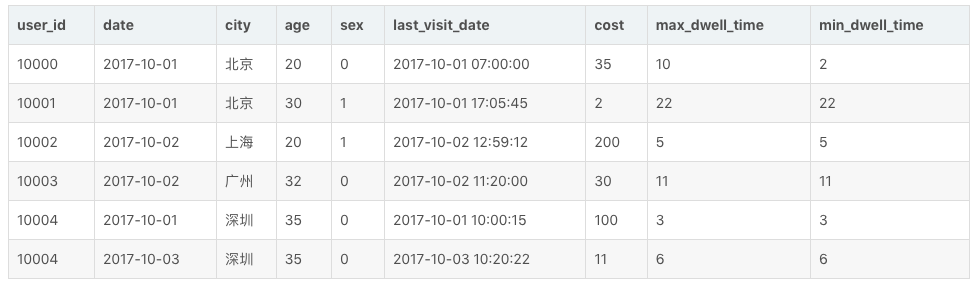 user_id date city age sex last_visit_date cost max_dwell_time min_dwell_time
10000 2017-10-01 北京 20 0 2017-10-01 07:00:00 35 10 2
10001 2017-10-01 北京 30 1 2017-10-01 17:05:45 2 22 22
10002 2017-10-02 上海 20 1 2017-10-02 12:59:12 200 5 5
10003 2017-10-02 广州 32 0 2017-10-02 11:20:00 30 11 11
10004 2017-10-01 深圳 35 0 2017-10-01 10:00:15 100 3 3
10004 2017-10-03 深圳 35 0 2017-10-03 10:20:22 11 6 6